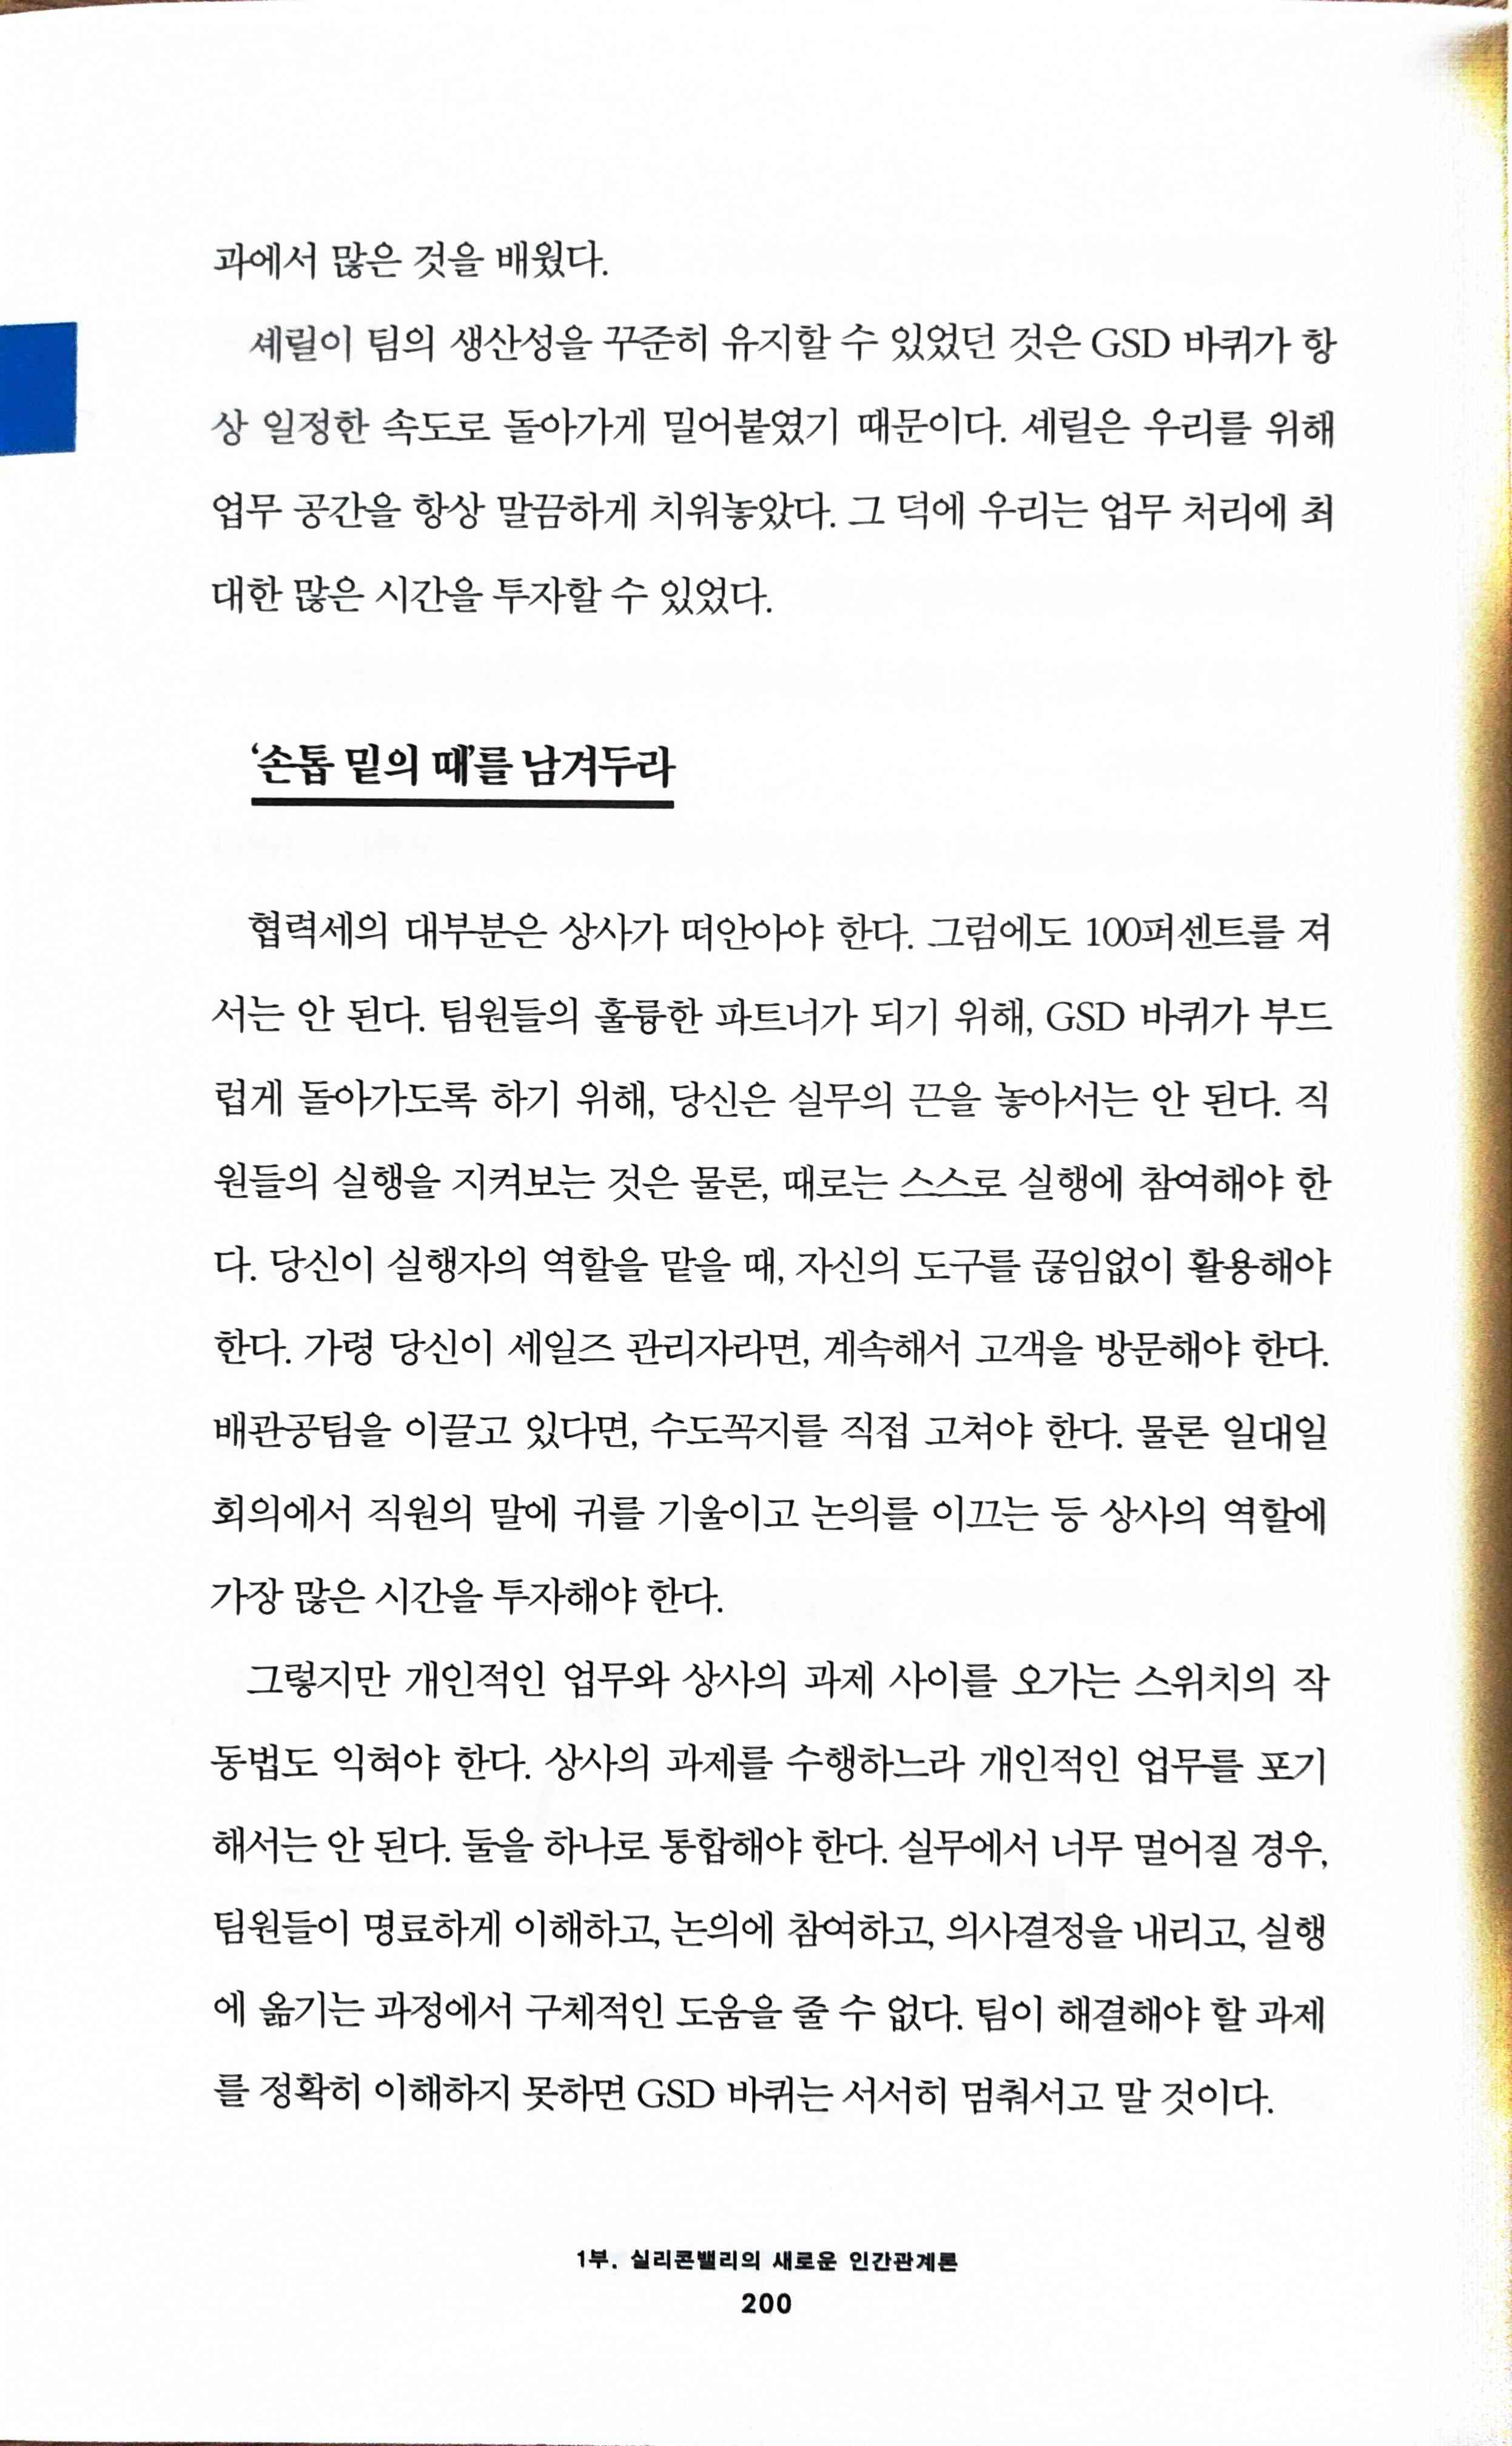 과에서 많은 것을 배웠다.
셰릴이 팀의 생산성을 꾸준히 유지할 수 있었던 것은 GSD 바퀴가 항
상 일정한 속도로 돌아가게 밀어붙였기 때문이다. 셰릴은 우리를 위해
업무 공간을 항상 말끔하게 치워놓았다. 그 덕에 우리는 업무 처리에 최
대한 많은 시간을 투자할 수 있었다.
‘손톱 밑의 때’를 남겨두라
협력세의 대부분은 상사가 떠안아야 한다. 그럼에도 100퍼센트를 져
서는 안 된다. 팀원들의 훌륭한 파트너가 되기 위해, GSD 바퀴가 부드
럽게 돌아가도록 하기 위해, 당신은 실무의 끈을 놓아서는 안 된다. 직
원들의 실행을 지켜보는 것은 물론, 때로는 스스로 실행에 참여해야 한
다. 당신이 실행자의 역할을 맡을 때, 자신의 도구를 끊임없이 활용해야
한다. 가령 당신이 세일즈 관리자라면, 계속해서 고객을 방문해야 한다.
배관공팀을 이끌고 있다면, 수도꼭지를 직접 고쳐야 한다. 물론 일대일
회의에서 직원의 말에 귀를 기울이고 논의를 이끄는 등 상사의 역할에
가장 많은 시간을 투자해야 한다.
그렇지만 개인적인 업무와 상사의 과제 사이를 오가는 스위치의 작
동법도 익혀야 한다. 상사의 과제를 수행하느라 개인적인 업무를 포기
해서는 안 된다. 둘을 하나로 통합해야 한다. 실무에서 너무 멀어질 경우,
팀원들이 명료하게 이해하고, 논의에 참여하고, 의사결정을 내리고, 실행
에 옮기는 과정에서 구체적인 도움을 줄 수 없다. 팀이 해결해야 할 과제
를 정확히 이해하지 못하면 GSD 바퀴는 서서히 멈춰서고 말 것이다.
1부. 실리콘밸리의 새로운 인간관계론
200